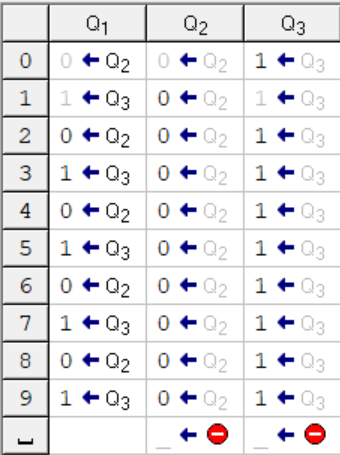 Q₁ Q₂ Q₃
0 0 ← Q₂ 0 ← Q₂ 1 ← Q₃
1 1 ← Q₃ 0 ← Q₂ 1 ← Q₃
2 0 ← Q₂ 0 ← Q₂ 1 ← Q₃
3 1 ← Q₃ 0 ← Q₂ 1 ← Q₃
4 0 ← Q₂ 0 ← Q₂ 1 ← Q₃
5 1 ← Q₃ 0 ← Q₂ 1 ← Q₃
6 0 ← Q₂ 0 ← Q₂ 1 ← Q₃
7 1 ← Q₃ 0 ← Q₂ 1 ← Q₃
8 0 ← Q₂ 0 ← Q₂ 1 ← Q₃
9 1 ← Q₃ 0 ← Q₂ 1 ← Q₃
␣ _ ← ⛔ _ ← ⛔